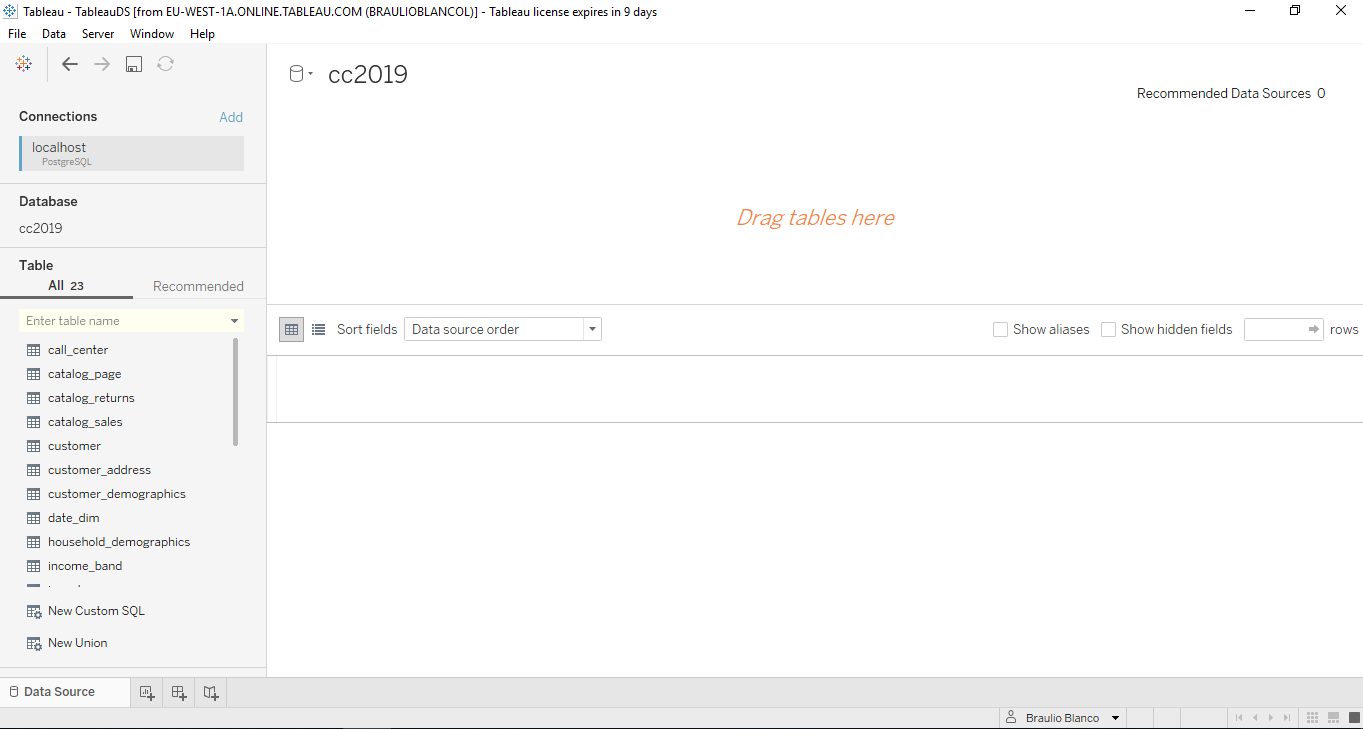 Tableau - TableauDS [from EU-WEST-1A.ONLINE.TABLEAU.COM (BRAULIOBLANCOL)] - Tableau license expires in 9 days
File Data Server Window Help
cc2019
Recommended Data Sources 0
Connections Add
localhost
PostgreSQL
Database
cc2019
Drag tables here
Table
All 23 Recommended
Enter table name
Sort fields Data source order Show aliases Show hidden fields rows
call_center
catalog_page
catalog_returns
catalog_sales
customer
customer_address
customer_demographics
date_dim
household_demographics
income_band
New Custom SQL
New Union
Data Source
Braulio Blanco